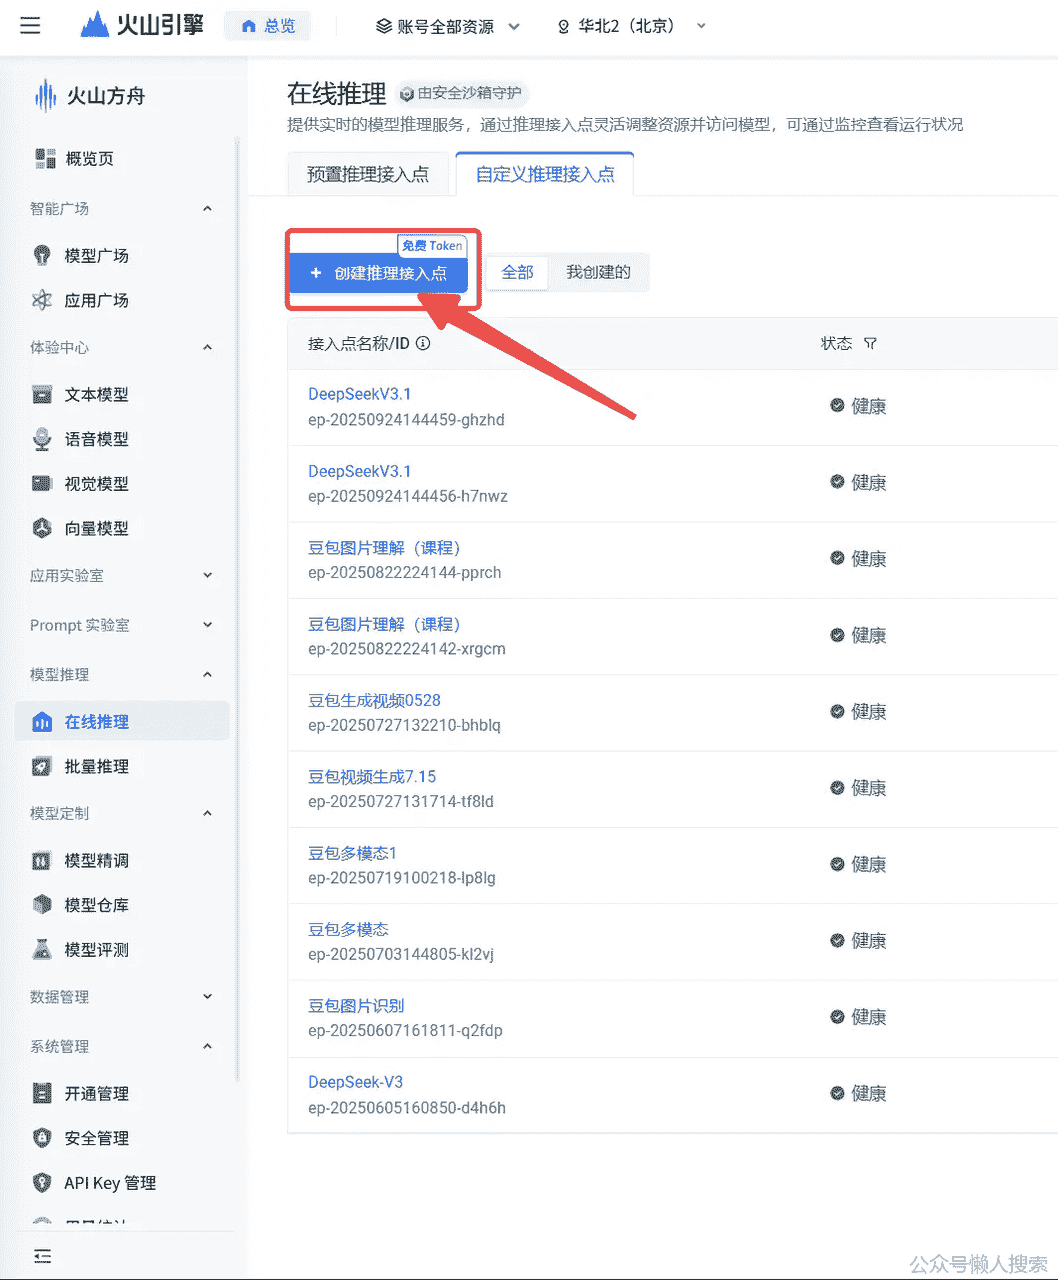 火山引擎
总览
账号全部资源
华北2（北京）
火山方舟
概览页
智能广场
模型广场
应用广场
体验中心
文本模型
语音模型
视觉模型
向量模型
应用实验室
Prompt 实验室
模型推理
在线推理
批量推理
模型定制
模型精调
模型仓库
模型评测
数据管理
系统管理
开通管理
安全管理
API Key 管理
在线推理
由安全沙箱守护
提供实时的模型推理服务，通过推理接入点灵活调整资源并访问模型，可通过监控查看运行状况
预置推理接入点
自定义推理接入点
免费 Token
+ 创建推理接入点
全部
我创建的
接入点名称/ID
状态
DeepSeekV3.1
ep-20250924144459-ghzhd
健康
DeepSeekV3.1
ep-20250924144456-h7nwz
健康
豆包图片理解（课程）
ep-20250822224144-pprch
健康
豆包图片理解（课程）
ep-20250822224142-xrgcm
健康
豆包生成视频0528
ep-20250727132210-bhblq
健康
豆包视频生成7.15
ep-20250727131714-tf8ld
健康
豆包多模态1
ep-20250719100218-lp8lg
健康
豆包多模态
ep-20250703144805-kl2vj
健康
豆包图片识别
ep-20250607161811-q2fdp
健康
DeepSeek-V3
ep-20250605160850-d4h6h
健康
公众号懒人搜索